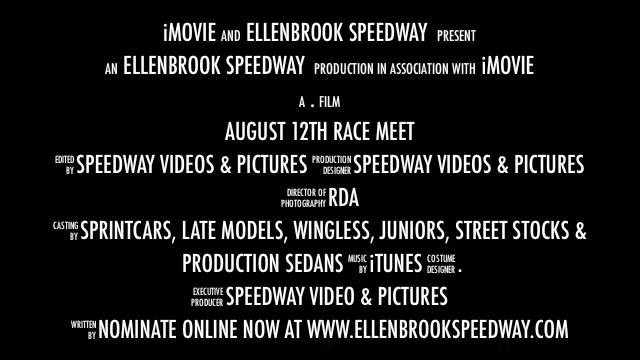 iMOVIE AND ELLENBROOK SPEEDWAY PRESENT
AN ELLENBROOK SPEEDWAY PRODUCTION IN ASSOCIATION WITH iMOVIE
A . FILM
AUGUST 12TH RACE MEET
EDITED BY SPEEDWAY VIDEOS & PICTURES PRODUCTION DESIGNER SPEEDWAY VIDEOS & PICTURES
DIRECTOR OF PHOTOGRAPHY RDA
CASTING BY SPRINTCARS, LATE MODELS, WINGLESS, JUNIORS, STREET STOCKS &
PRODUCTION SEDANS MUSIC BY iTUNES COSTUME DESIGNER .
EXECUTIVE PRODUCER SPEEDWAY VIDEO & PICTURES
WRITTEN BY NOMINATE ONLINE NOW AT WWW.ELLENBROOKSPEEDWAY.COM